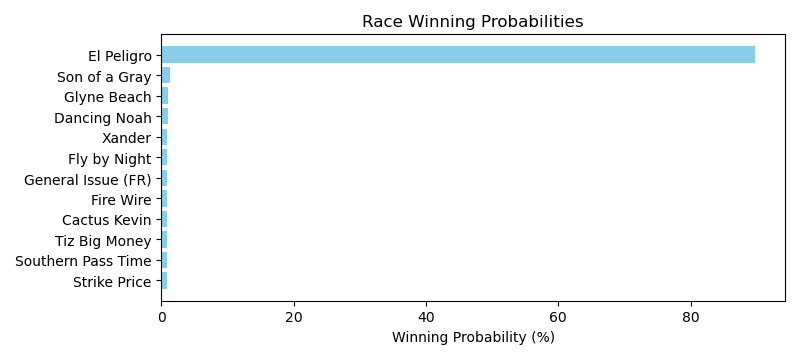 Race Winning Probabilities
El Peligro
Son of a Gray
Glyne Beach
Dancing Noah
Xander
Fly by Night
General Issue (FR)
Fire Wire
Cactus Kevin
Tiz Big Money
Southern Pass Time
Strike Price
0 20 40 60 80
Winning Probability (%)